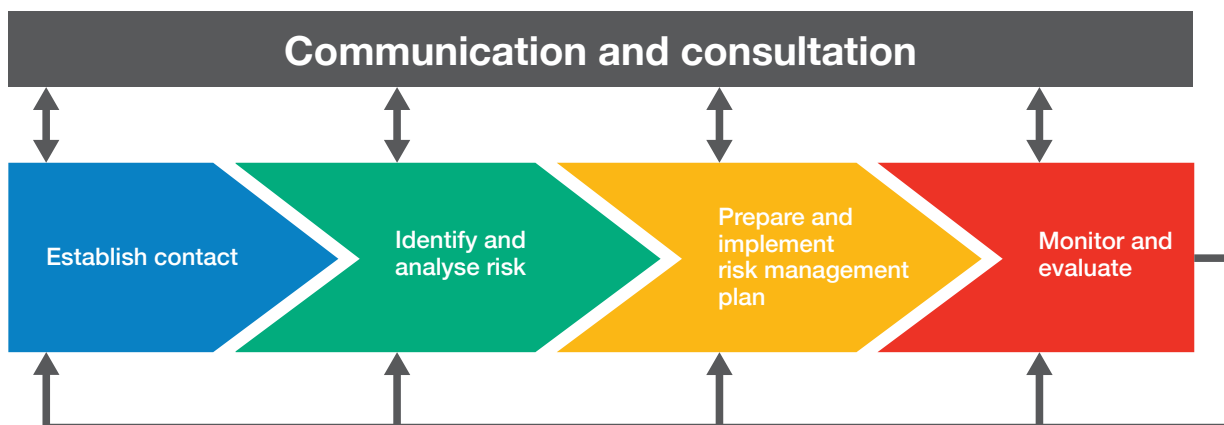 Communication and consultation
Establish contact
Identify and
analyse risk
Prepare and
implement
risk management
plan
Monitor and
evaluate